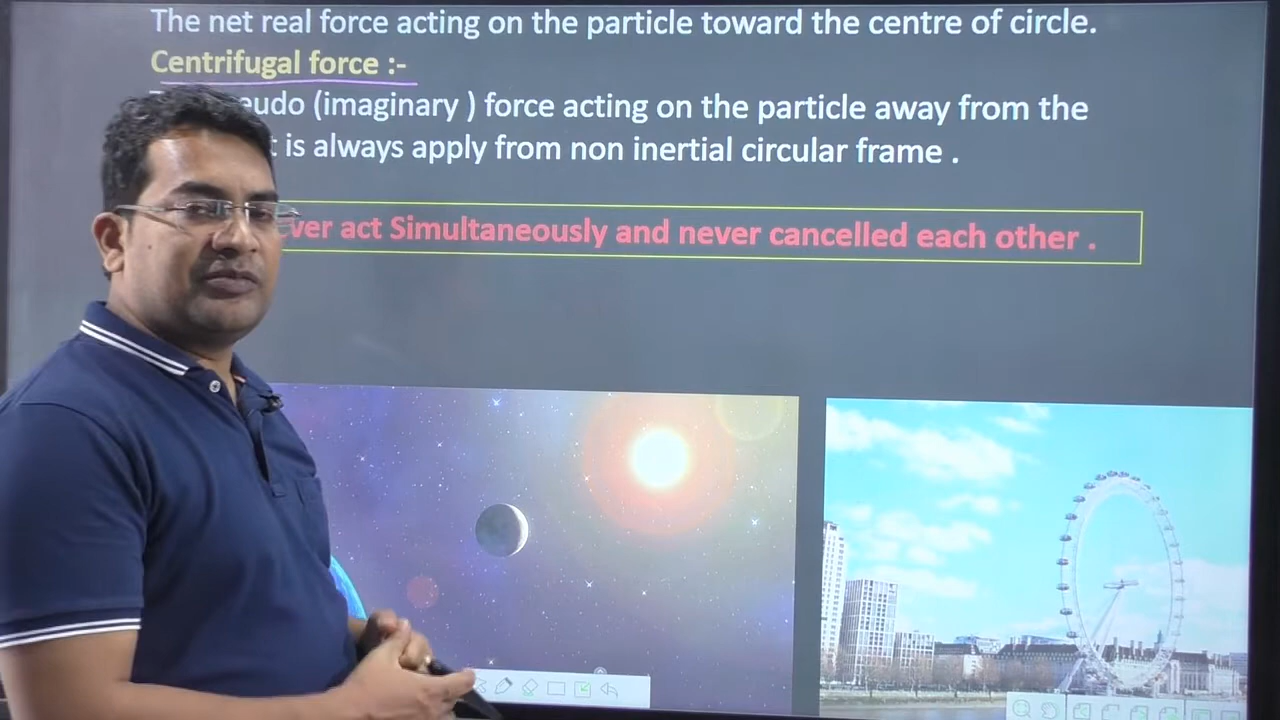 The net real force acting on the particle toward the centre of circle.
Centrifugal force :-
(imaginary ) force acting on the particle away from the
is always apply from non inertial circular frame .
act Simultaneously and never cancelled each other .